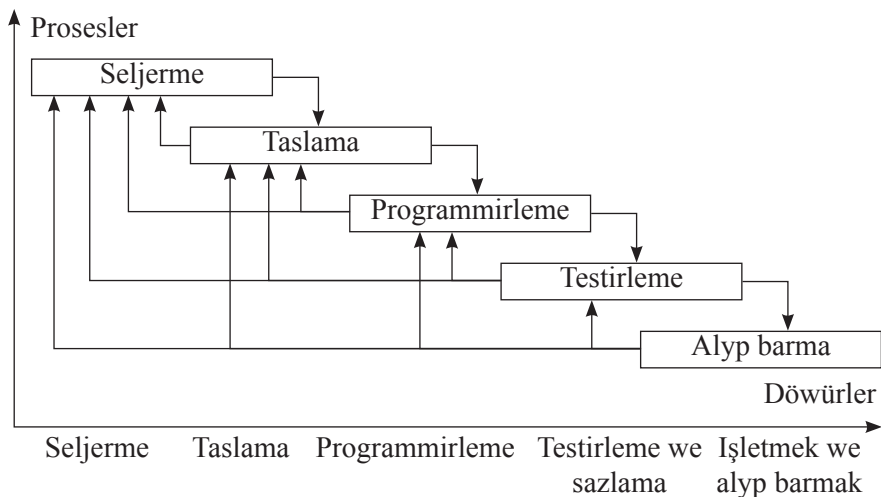 Prosesler
Seljerme
Taslama
Programmirleme
Testirleme
Alyp barma
Döwürler
Seljerme Taslama Programmirleme Testirleme we Işletmek we
sazlama alyp barmak